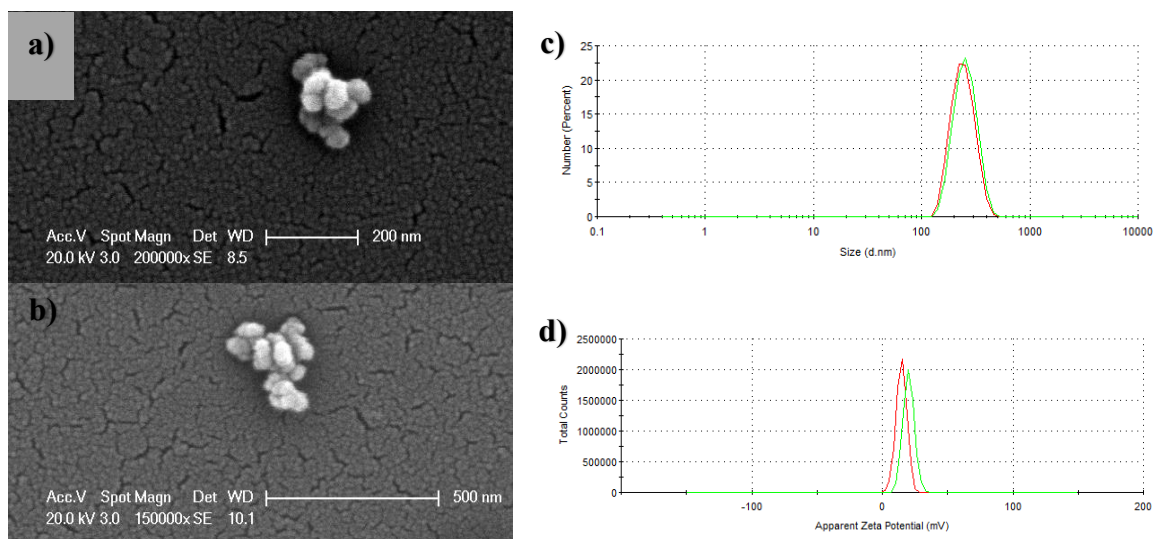 a)
200 nm
Acc.V Spot Magn Det WD
20.0 kV 3.0 200000x SE 8.5
b)
500 nm
Acc.V Spot Magn Det WD
20.0 kV 3.0 150000x SE 10.1
c)
Number (Percent)
25
20
15
10
5
0
0.1 1 10 100 1000 10000
Size (d.nm)
d)
Total Counts
2500000
2000000
1500000
1000000
500000
0
-100 0 100 200
Apparent Zeta Potential (mV)